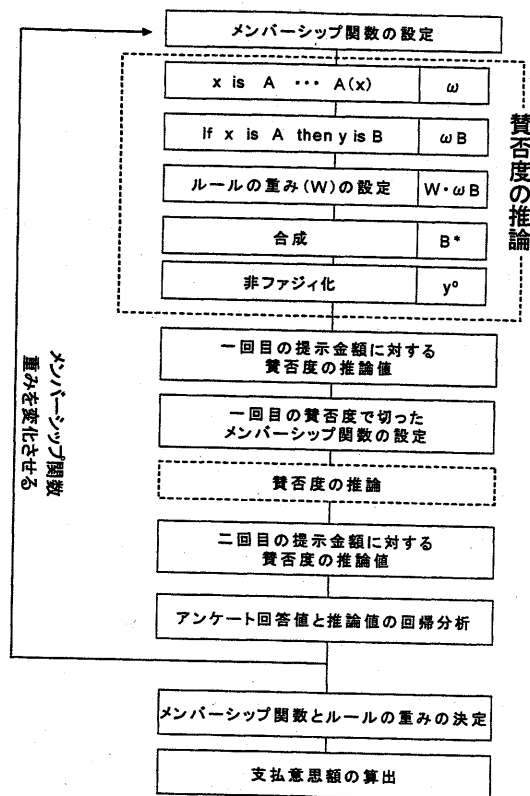 メンバーシップ関数の設定
x is A ・・・ A(x) ω
If x is A then y is B ωB
ルールの重み(W)の設定 W・ωB
合成 B*
非ファジィ化 y°
賛否度の推論
一回目の提示金額に対する
賛否度の推論値
一回目の賛否度で切った
メンバーシップ関数の設定
賛否度の推論
二回目の提示金額に対する
賛否度の推論値
アンケート回答値と推論値の回帰分析
メンバーシップ関数
重みを変化させる
メンバーシップ関数とルールの重みの決定
支払意思額の算出